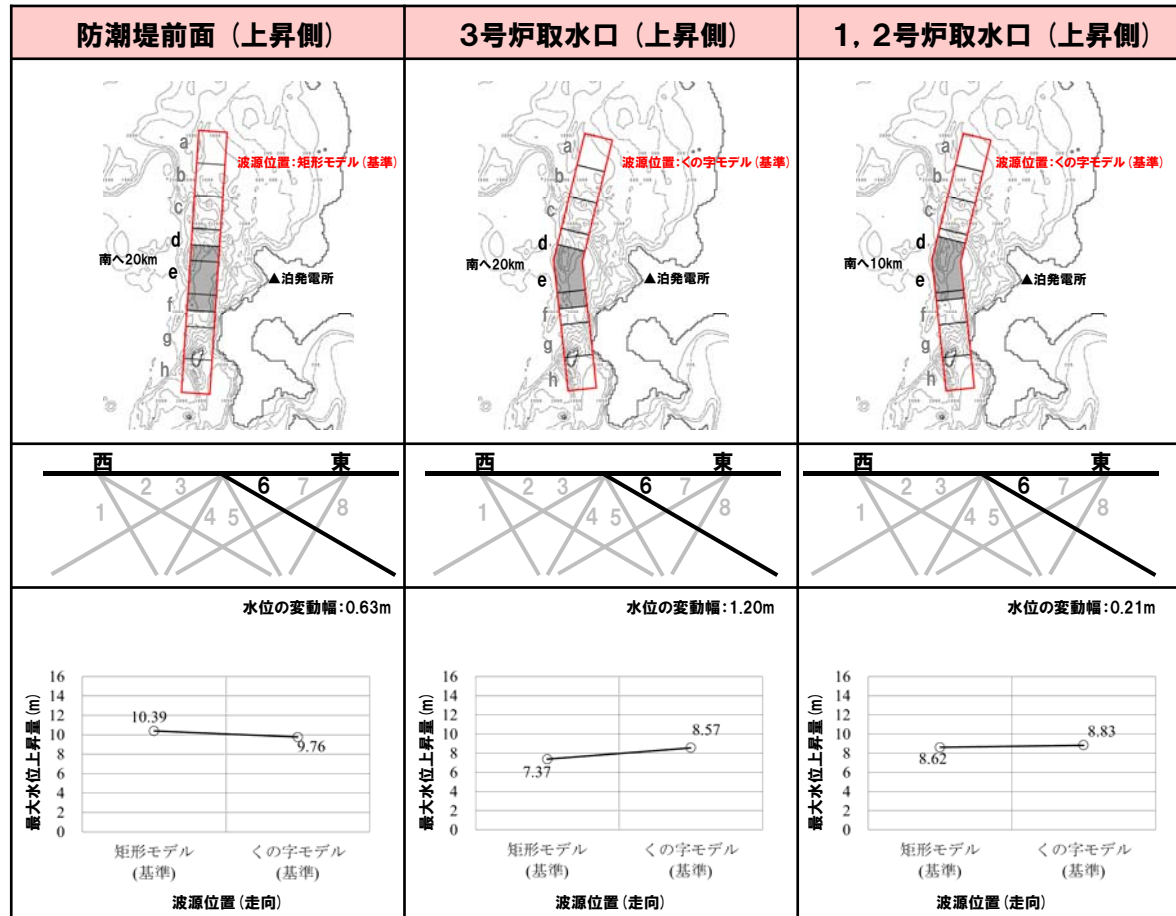 防潮堤前面（上昇側）
3号炉取水口（上昇側）
1，2号炉取水口（上昇側）
a
b
c
d
e
f
g
h
波源位置：矩形モデル（基準）
南へ20km
▲泊発電所
a
b
c
d
e
f
g
h
波源位置：くの字モデル（基準）
南へ20km
▲泊発電所
a
b
c
d
e
f
g
h
波源位置：くの字モデル（基準）
南へ10km
▲泊発電所
西 東
1 2 3 4 5 6 7 8
西 東
1 2 3 4 5 6 7 8
西 東
1 2 3 4 5 6 7 8
水位の変動幅：0.63m
最大水位上昇量（m）
16
14
12
10
8
6
4
2
0
10.39
9.76
矩形モデル
(基準)
くの字モデル
(基準)
波源位置（走向）
水位の変動幅：1.20m
最大水位上昇量（m）
16
14
12
10
8
6
4
2
0
7.37
8.57
矩形モデル
(基準)
くの字モデル
(基準)
波源位置（走向）
水位の変動幅：0.21m
最大水位上昇量（m）
16
14
12
10
8
6
4
2
0
8.62
8.83
矩形モデル
(基準)
くの字モデル
(基準)
波源位置（走向）